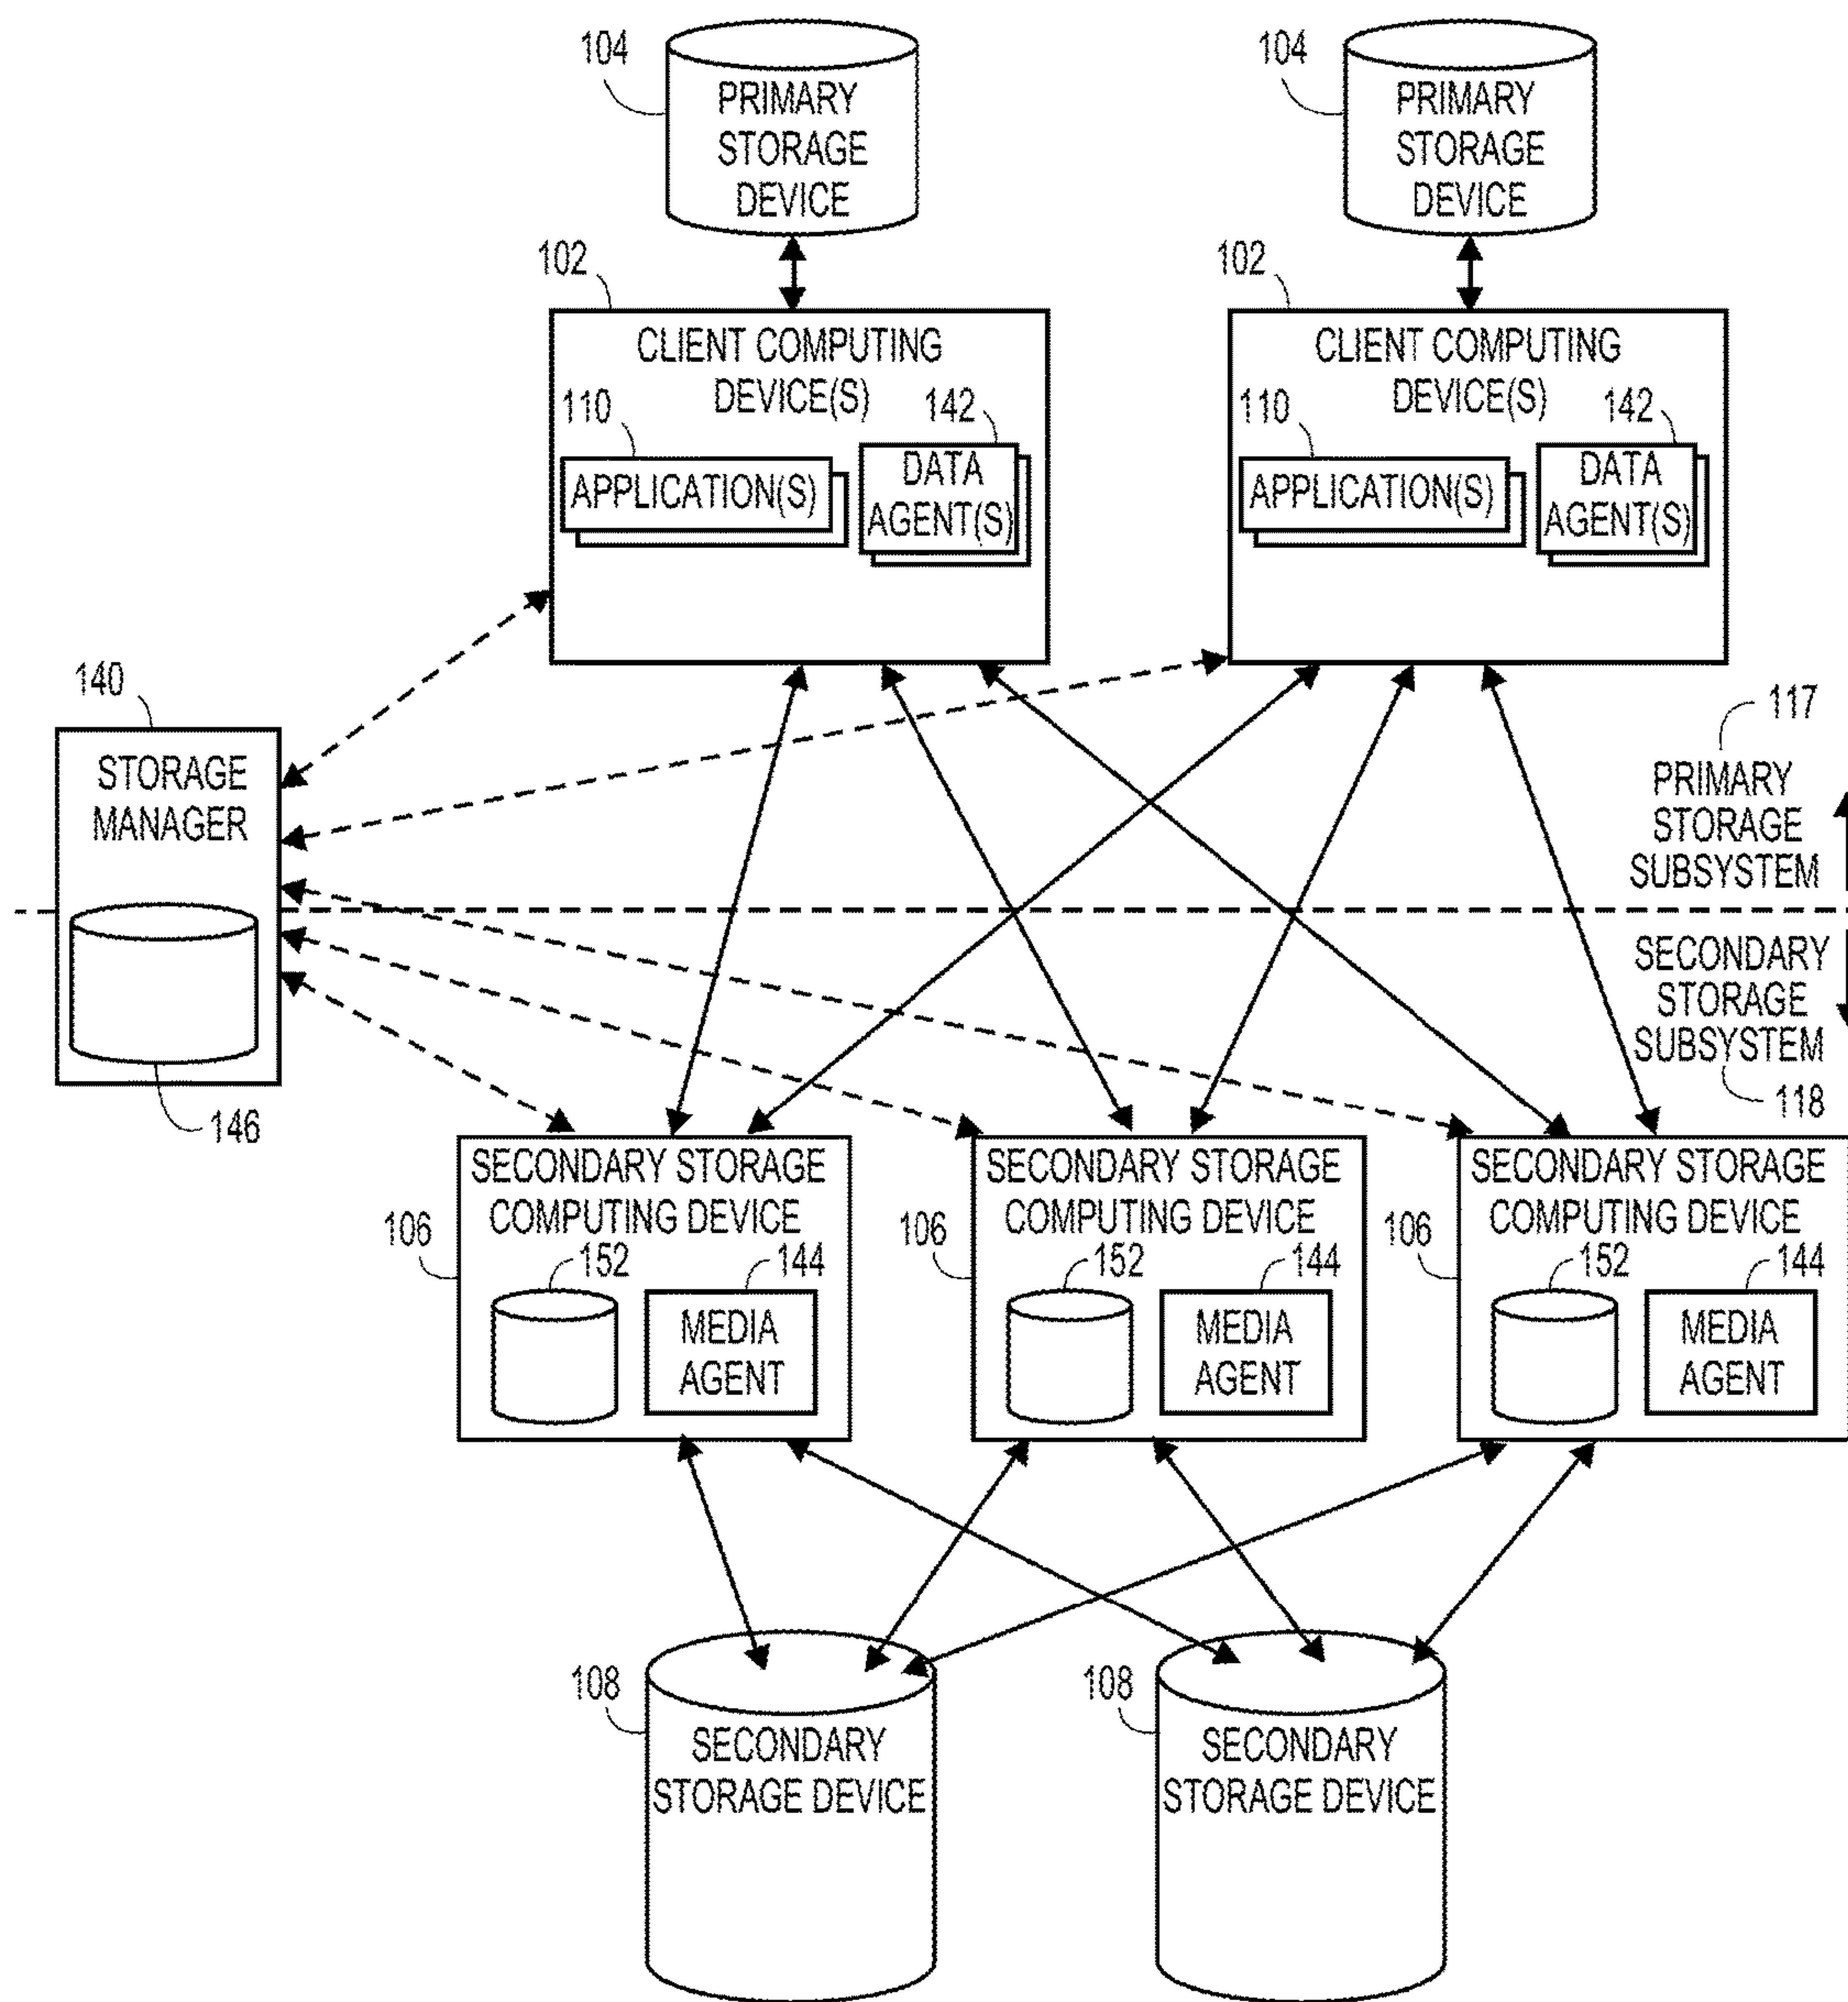 104
PRIMARY
STORAGE
DEVICE
104
PRIMARY
STORAGE
DEVICE
102
CLIENT COMPUTING
DEVICE(S)
110
142
APPLICATION(S)
DATA
AGENT(S)
102
CLIENT COMPUTING
DEVICE(S)
110
142
APPLICATION(S)
DATA
AGENT(S)
140
STORAGE
MANAGER
146
117
PRIMARY
STORAGE
SUBSYSTEM
SECONDARY
STORAGE
SUBSYSTEM
118
SECONDARY STORAGE
COMPUTING DEVICE
106
152
144
MEDIA
AGENT
SECONDARY STORAGE
COMPUTING DEVICE
106
152
144
MEDIA
AGENT
SECONDARY STORAGE
COMPUTING DEVICE
106
152
144
MEDIA
AGENT
108
SECONDARY
STORAGE DEVICE
108
SECONDARY
STORAGE DEVICE